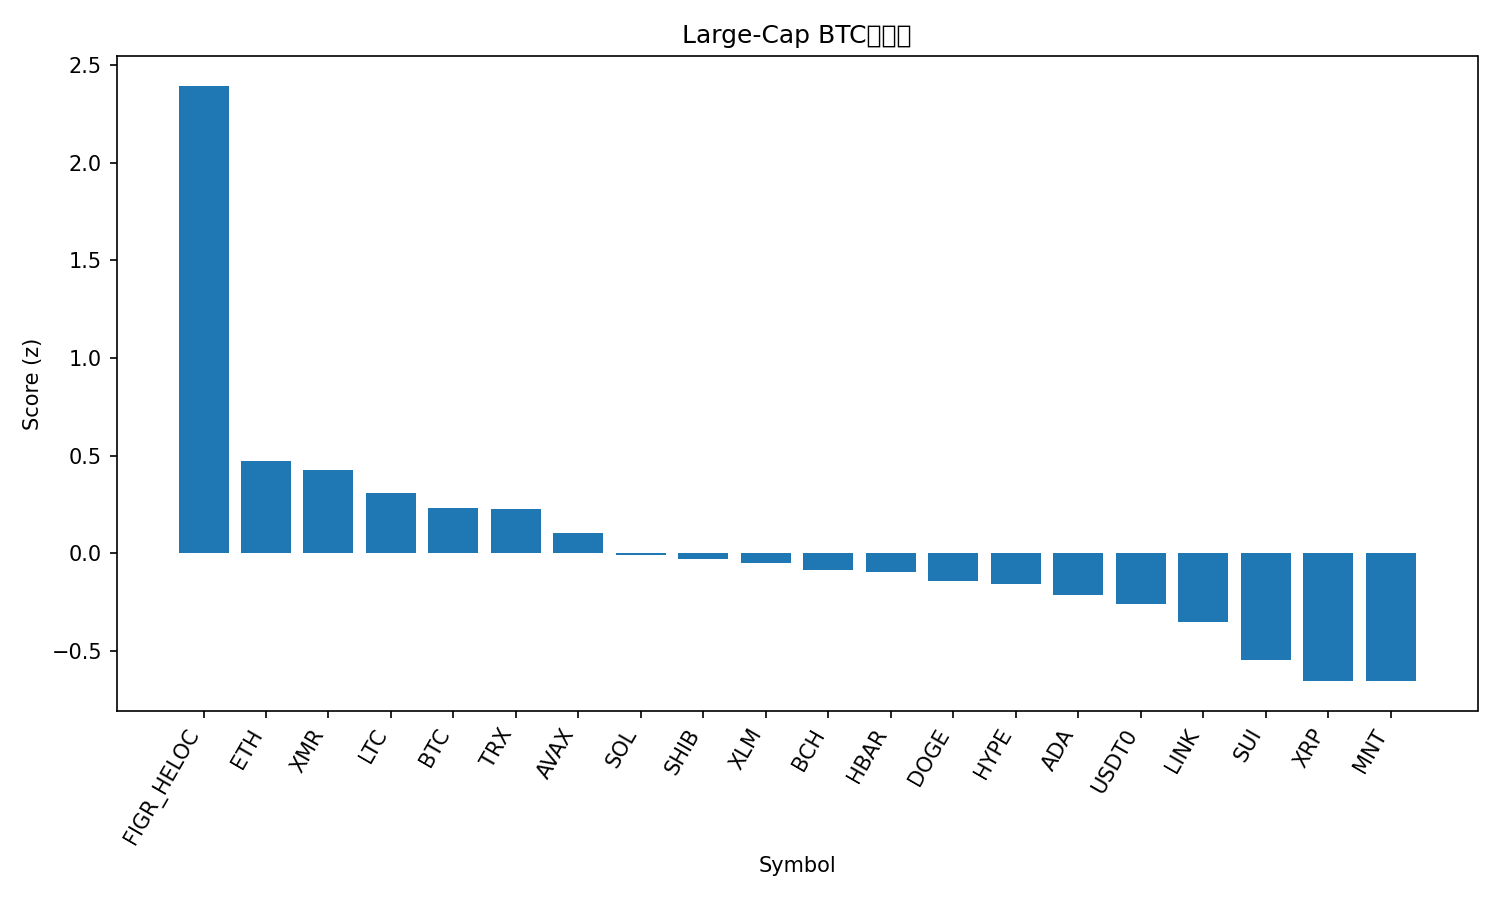 Large-Cap BTC
2.5
2.0
1.5
1.0
0.5
0.0
−0.5
Score (z)
FIGR_HELOC
ETH
XMR
LTC
BTC
TRX
AVAX
SOL
SHIB
XLM
BCH
HBAR
DOGE
HYPE
ADA
USDT0
LINK
SUI
XRP
MNT
Symbol